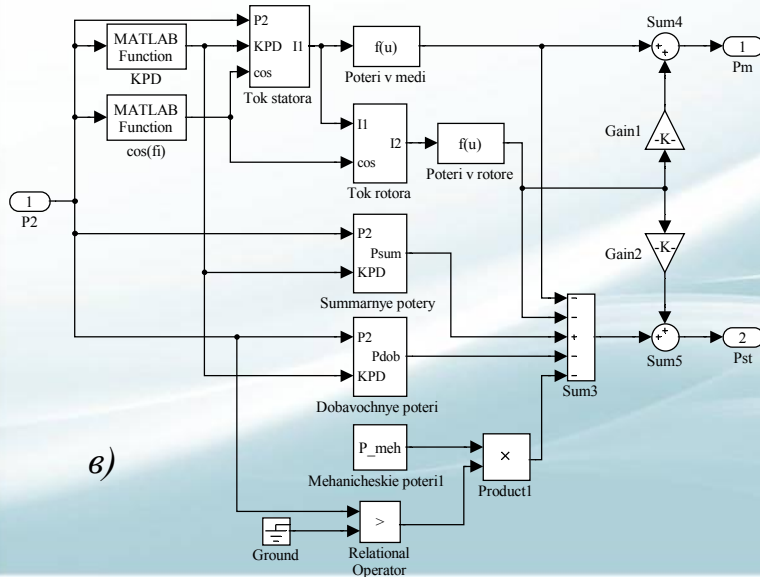 P2
KPD
cos
I1
Tok statora
MATLAB
Function
KPD
MATLAB
Function
cos(fi)
f(u)
Poteri v medi
I1
cos
I2
Tok rotora
f(u)
Poteri v rotore
Sum4
+
+
1
Pm
Gain1
-K-
1
P2
Gain2
-K-
P2
KPD
Psum
Summarnye potery
P2
KPD
Pdob
Dobavochnye poteri
−
−
+
−
−
Sum3
+
+
Sum5
2
Pst
в)
P_meh
Mehanicheskie poteri1
×
Product1
Ground
>
Relational
Operator